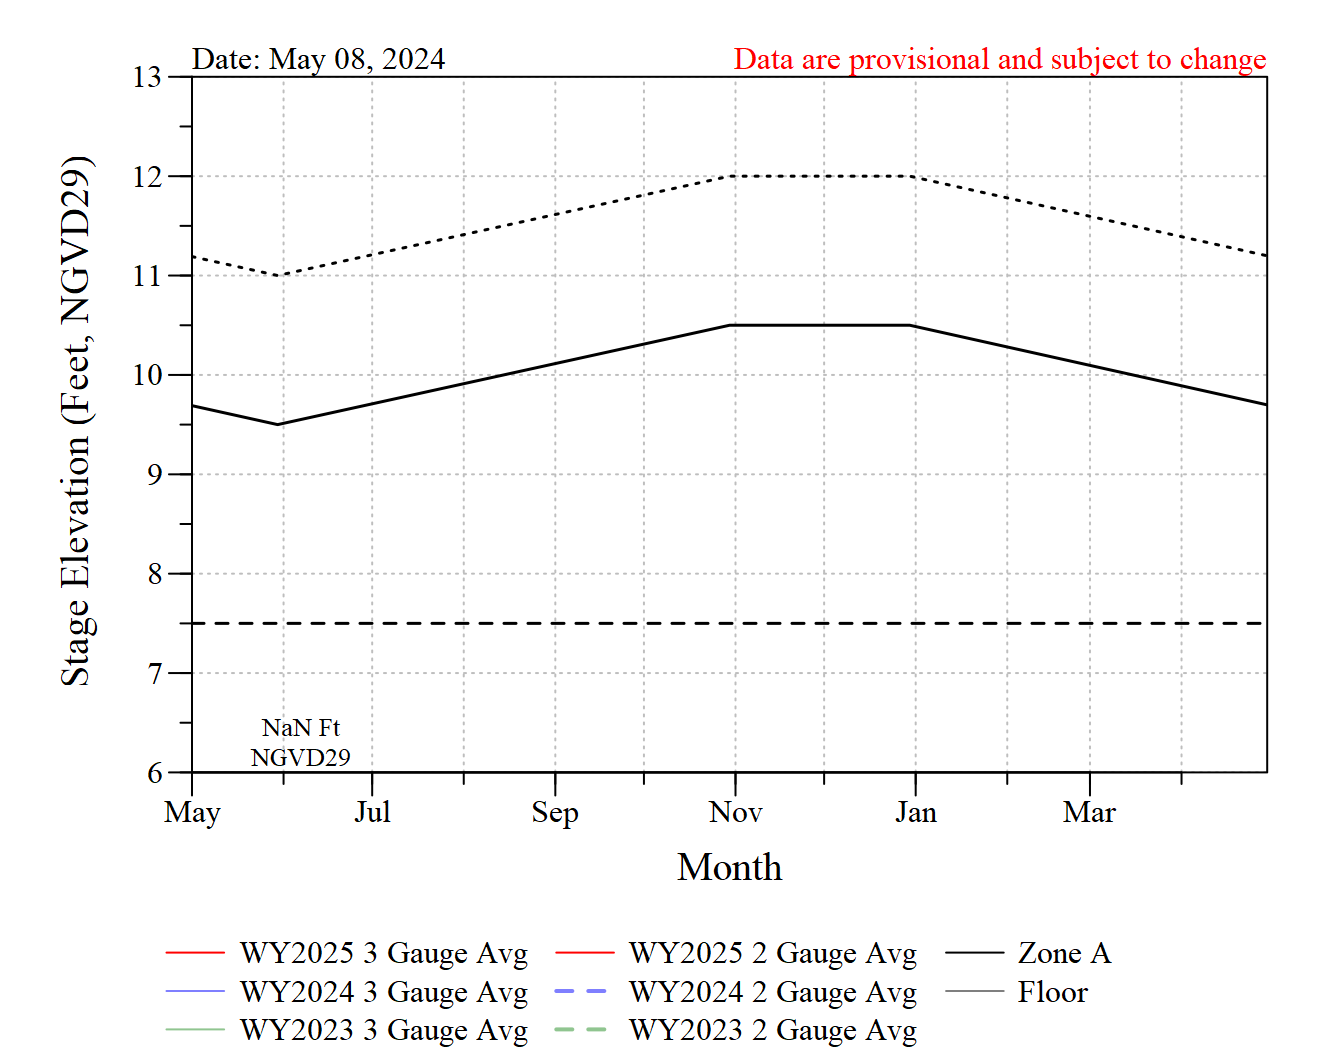 Date: May 08, 2024
Data are provisional and subject to change
13
12
11
10
9
8
7
6
Stage Elevation (Feet, NGVD29)
NaN Ft
NGVD29
May Jul Sep Nov Jan Mar
Month
WY2025 3 Gauge Avg WY2025 2 Gauge Avg Zone A
WY2024 3 Gauge Avg WY2024 2 Gauge Avg Floor
WY2023 3 Gauge Avg WY2023 2 Gauge Avg